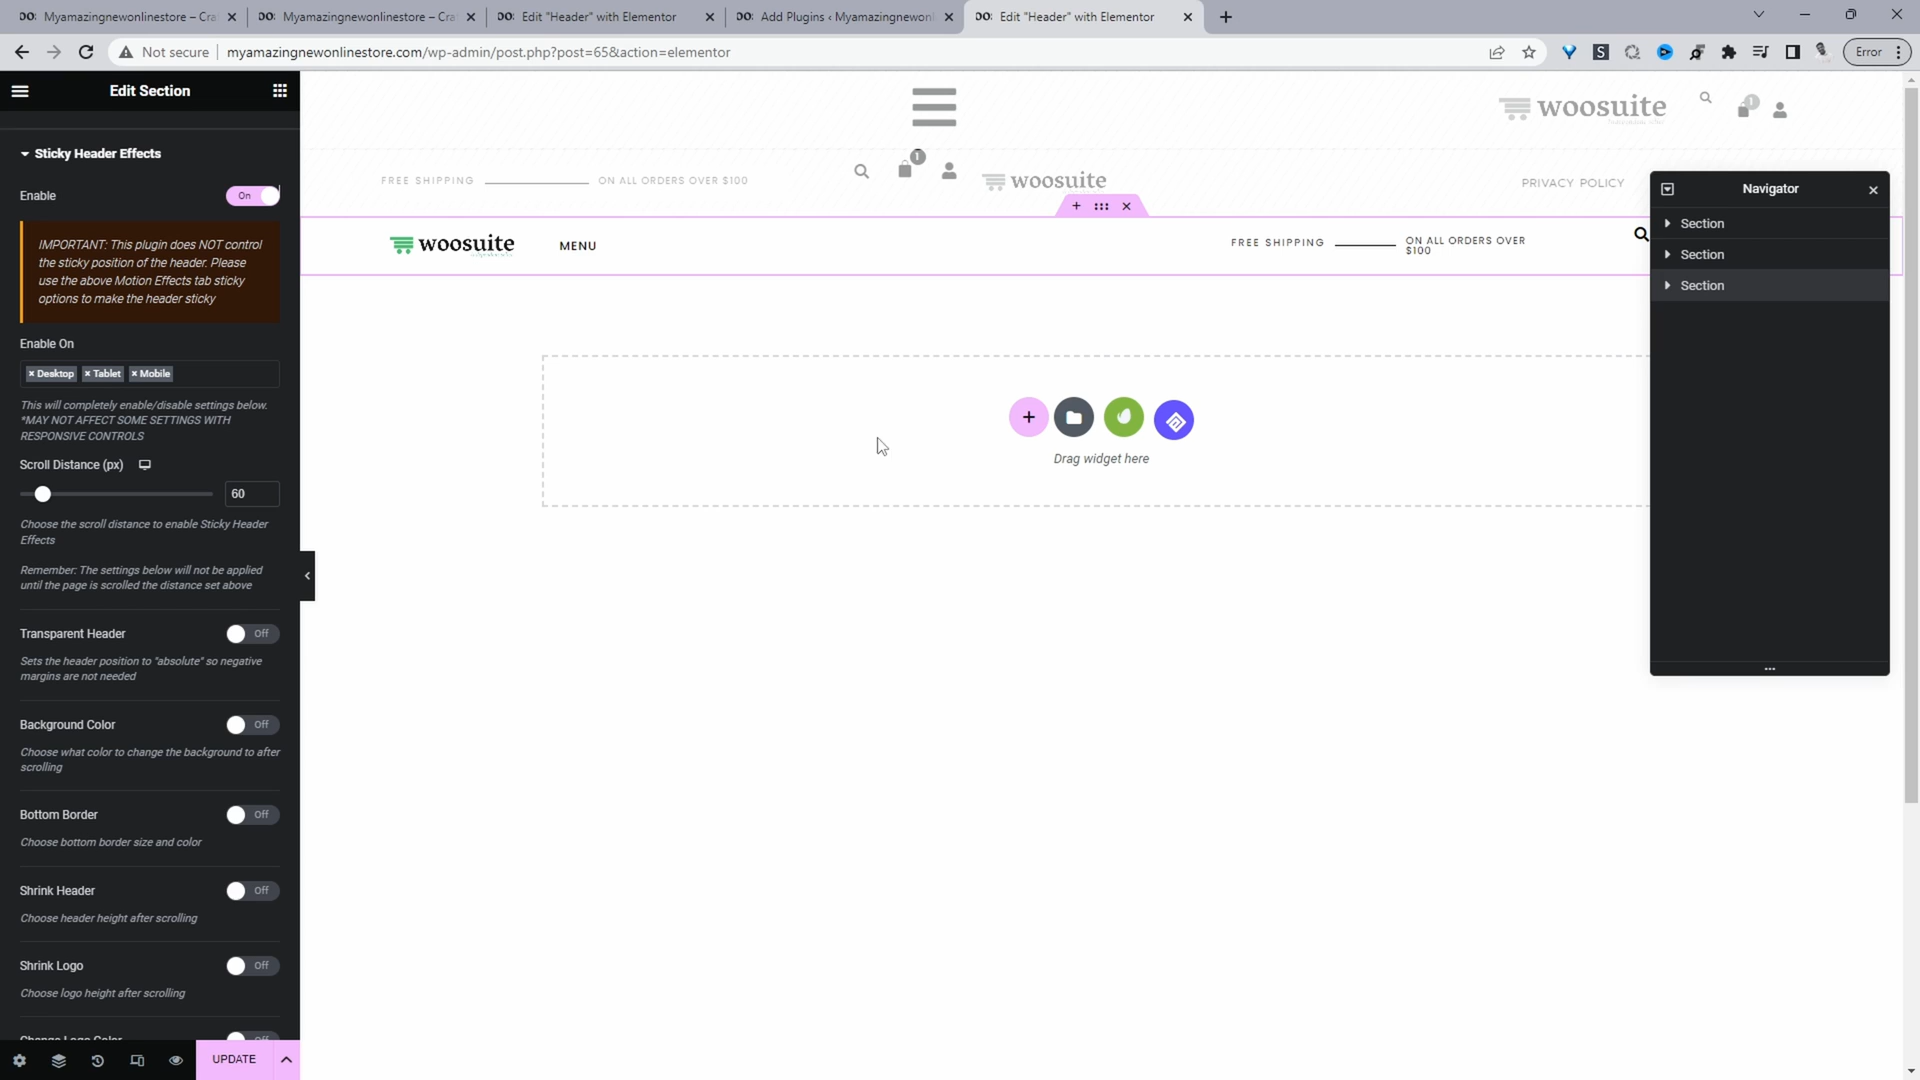 Myamazingnewonlinestore – Cra
Myamazingnewonlinestore – Cra
Edit "Header" with Elementor
Add Plugins ‹ Myamazingnewonl
Edit "Header" with Elementor
Not secure
myamazingnewonlinestore.com/wp-admin/post.php?post=65&action=elementor
Error
Edit Section
Sticky Header Effects
Enable
On
IMPORTANT: This plugin does NOT control
the sticky position of the header. Please
use the above Motion Effects tab sticky
options to make the header sticky
Enable On
× Desktop × Tablet × Mobile
This will completely enable/disable settings below.
*MAY NOT AFFECT SOME SETTINGS WITH
RESPONSIVE CONTROLS
Scroll Distance (px)
60
Choose the scroll distance to enable Sticky Header
Effects
Remember: The settings below will not be applied
until the page is scrolled the distance set above
Transparent Header
Off
Sets the header position to "absolute" so negative
margins are not needed
Background Color
Off
Choose what color to change the background to after
scrolling
Bottom Border
Off
Choose bottom border size and color
Shrink Header
Off
Choose header height after scrolling
Shrink Logo
Off
Choose logo height after scrolling
Change Logo Color
Off
UPDATE
woosuite
1
FREE SHIPPING
ON ALL ORDERS OVER $100
1
woosuite
PRIVACY POLICY
woosuite
MENU
FREE SHIPPING
ON ALL ORDERS OVER
$100
Drag widget here
Navigator
Section
Section
Section